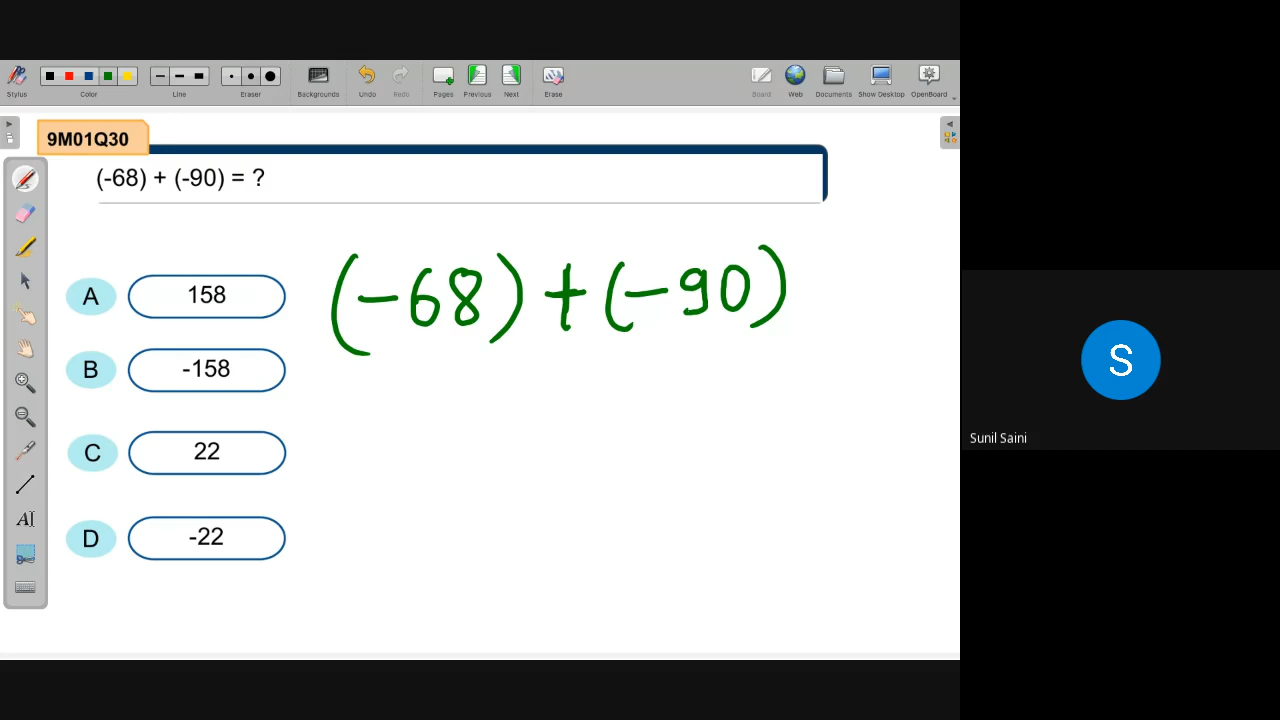 Stylus
Color
Line
Eraser
Backgrounds
Undo
Redo
Pages
Previous
Next
Erase
Board
Web
Documents
Show Desktop
OpenBoard
9M01Q30
(-68) + (-90) = ?
(-68) + (-90)
A 158
B -158
C 22
D -22
AI
S
Sunil Saini